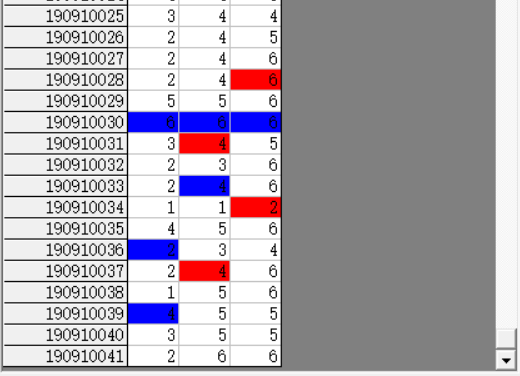 190910025 3 4 4
190910026 2 4 5
190910027 2 4 6
190910028 2 4 6
190910029 5 5 6
190910030 6 6 6
190910031 3 4 5
190910032 2 3 6
190910033 2 4 6
190910034 1 1 2
190910035 4 5 6
190910036 2 3 4
190910037 2 4 6
190910038 1 5 6
190910039 4 5 5
190910040 3 5 5
190910041 2 6 6